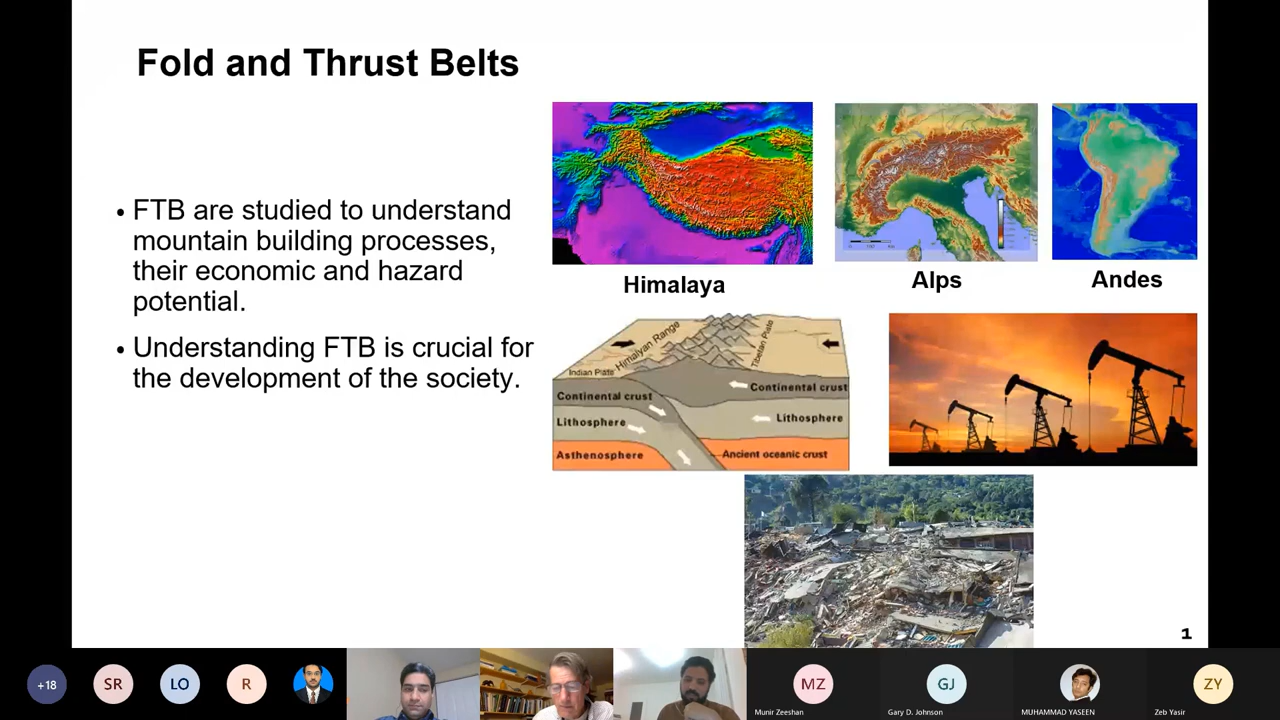 Fold and Thrust Belts
• FTB are studied to understand
mountain building processes,
their economic and hazard
potential.
• Understanding FTB is crucial for
the development of the society.
Himalaya
Alps
Andes
Himalyan Range
Tibetan Plate
Indian Plate
Continental crust
Continental crust
Lithosphere
Lithosphere
Asthenosphere
Ancient oceanic crust
1
+18
SR
LO
R
MZ
Munir Zeeshan
GJ
Gary D. Johnson
MUHAMMAD YASEEN
ZY
Zeb Yasir